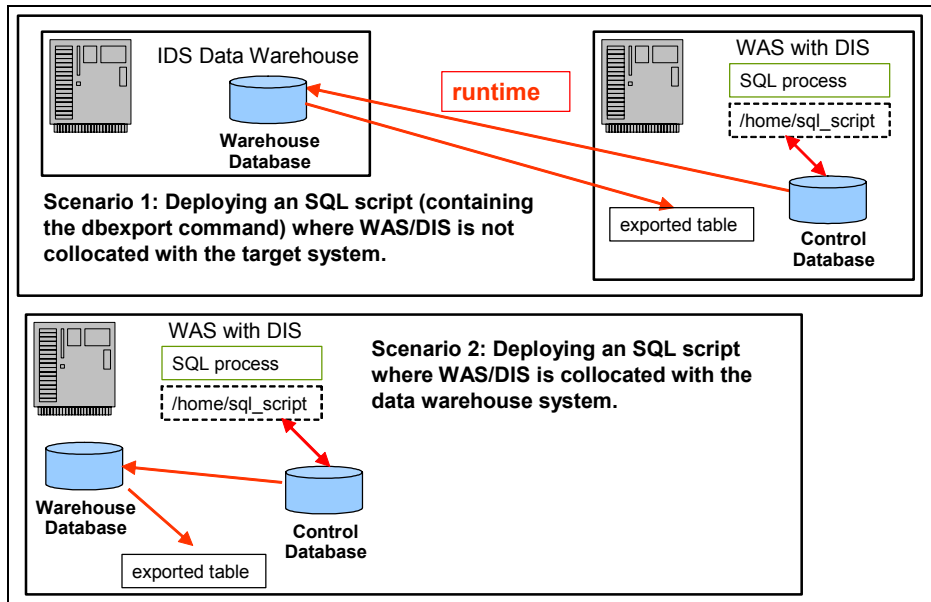 IDS Data Warehouse
Warehouse
Database
runtime
WAS with DIS
SQL process
/home/sql_script
exported table
Control
Database
Scenario 1: Deploying an SQL script (containing
the dbexport command) where WAS/DIS is not
collocated with the target system.
WAS with DIS
SQL process
/home/sql_script
Scenario 2: Deploying an SQL script
where WAS/DIS is collocated with the
data warehouse system.
Warehouse
Database
Control
Database
exported table